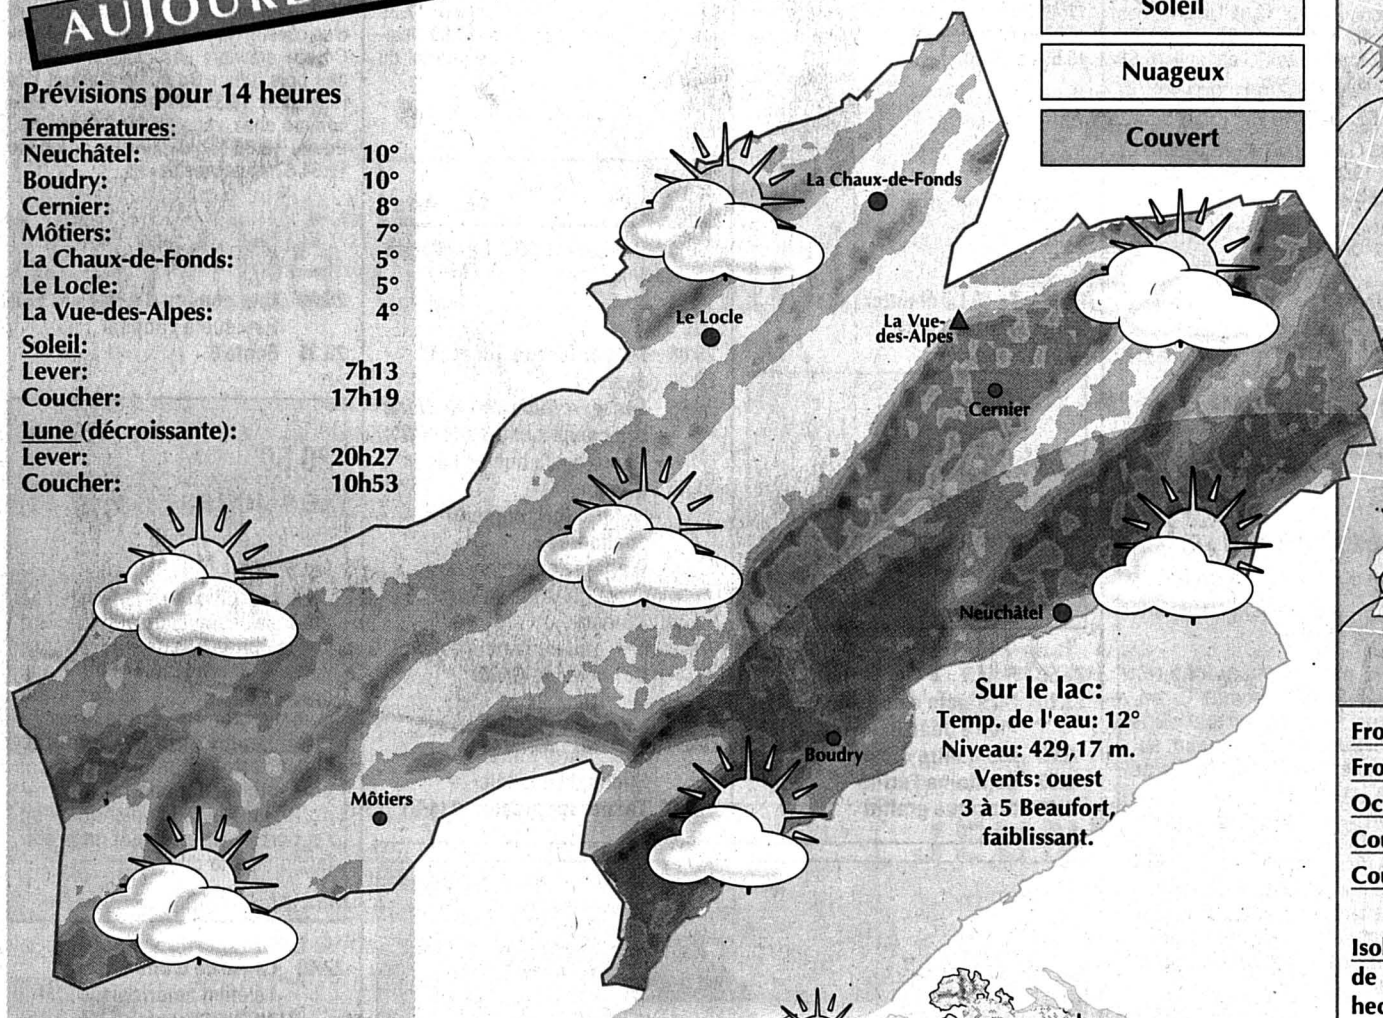 Prévisions pour 14 heures
Températures:
Neuchâtel: 10°
Boudry: 10°
Cernier: 8°
Môtiers: 7°
La Chaux-de-Fonds: 5°
Le Locle: 5°
La Vue-des-Alpes: 4°
Soleil:
Lever: 7h13
Coucher: 17h19
Lune (décroissante):
Lever: 20h27
Coucher: 10h53
Soleil
Nuageux
Couvert
La Chaux-de-Fonds
Le Locle
La Vue-
des-Alpes
Cernier
Neuchâtel
Boudry
Môtiers
Sur le lac:
Temp. de l'eau: 12°
Niveau: 429,17 m.
Vents: ouest
3 à 5 Beaufort,
faiblissant.
de